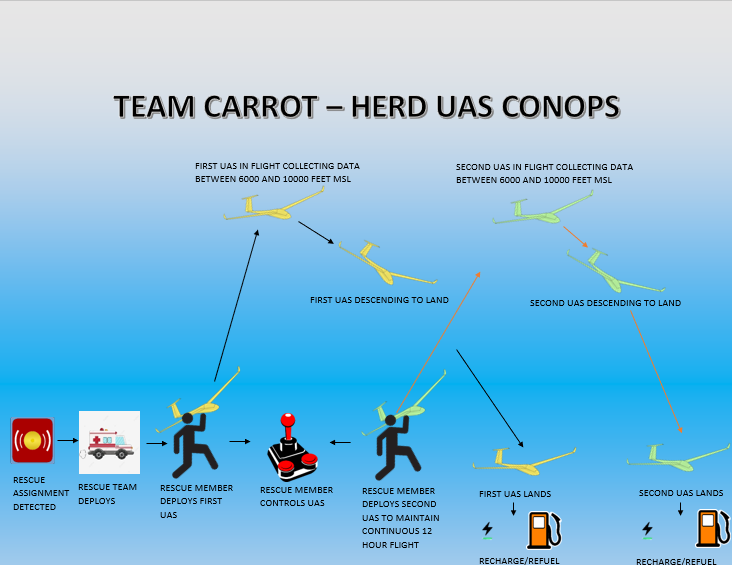 TEAM CARROT – HERD UAS CONOPS
FIRST UAS IN FLIGHT COLLECTING DATA
BETWEEN 6000 AND 10000 FEET MSL
SECOND UAS IN FLIGHT COLLECTING DATA
BETWEEN 6000 AND 10000 FEET MSL
FIRST UAS DESCENDING TO LAND
SECOND UAS DESCENDING TO LAND
RESCUE
ASSIGNMENT
DETECTED
RESCUE TEAM
DEPLOYS
RESCUE MEMBER
DEPLOYS FIRST
UAS
RESCUE MEMBER
CONTROLS UAS
RESCUE MEMBER
DEPLOYS SECOND
UAS TO MAINTAIN
CONTINUOUS 12
HOUR FLIGHT
FIRST UAS LANDS
RECHARGE/REFUEL
SECOND UAS LANDS
RECHARGE/REFUEL